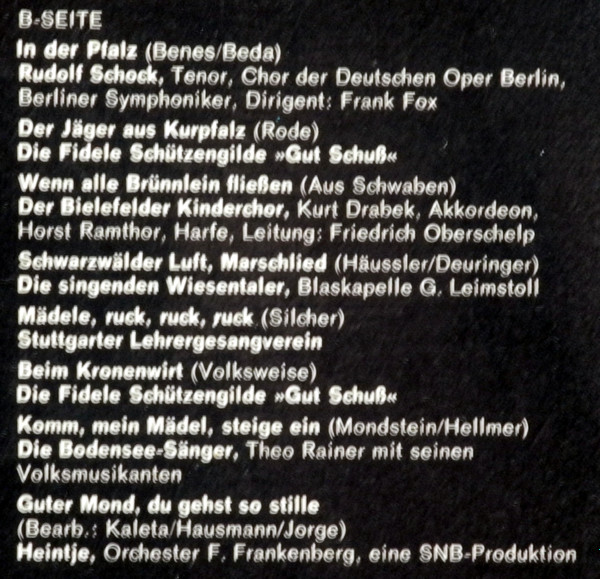 B-SEITE
In der Pfalz (Benes/Beda)
Rudolf Schock, Tenor, Chor der Deutschen Oper Berlin,
Berliner Symphoniker, Dirigent: Frank Fox
Der Jäger aus Kurpfalz (Rode)
Die Fidele Schützengilde »Gut Schuß«
Wenn alle Brünnlein fließen (Aus Schwaben)
Der Bielefelder Kinderchor, Kurt Drabek, Akkordeon,
Horst Ramthor, Harfe, Leitung: Friedrich Oberschelp
Schwarzwälder Luft, Marschlied (Häussler/Deuringer)
Die singenden Wiesentaler, Blaskapelle G. Leimstoll
Mädele, ruck, ruck, ruck (Silcher)
Stuttgarter Lehrergesangverein
Beim Kronenwirt (Volksweise)
Die Fidele Schützengilde »Gut Schuß«
Komm, mein Mädel, steige ein (Mondstein/Hellmer)
Die Bodensee-Sänger, Theo Rainer mit seinen
Volksmusikanten
Guter Mond, du gehst so stille
(Bearb.: Kaleta/Hausmann/Jorge)
Heintje, Orchester F. Frankenberg, eine SNB-Produktion